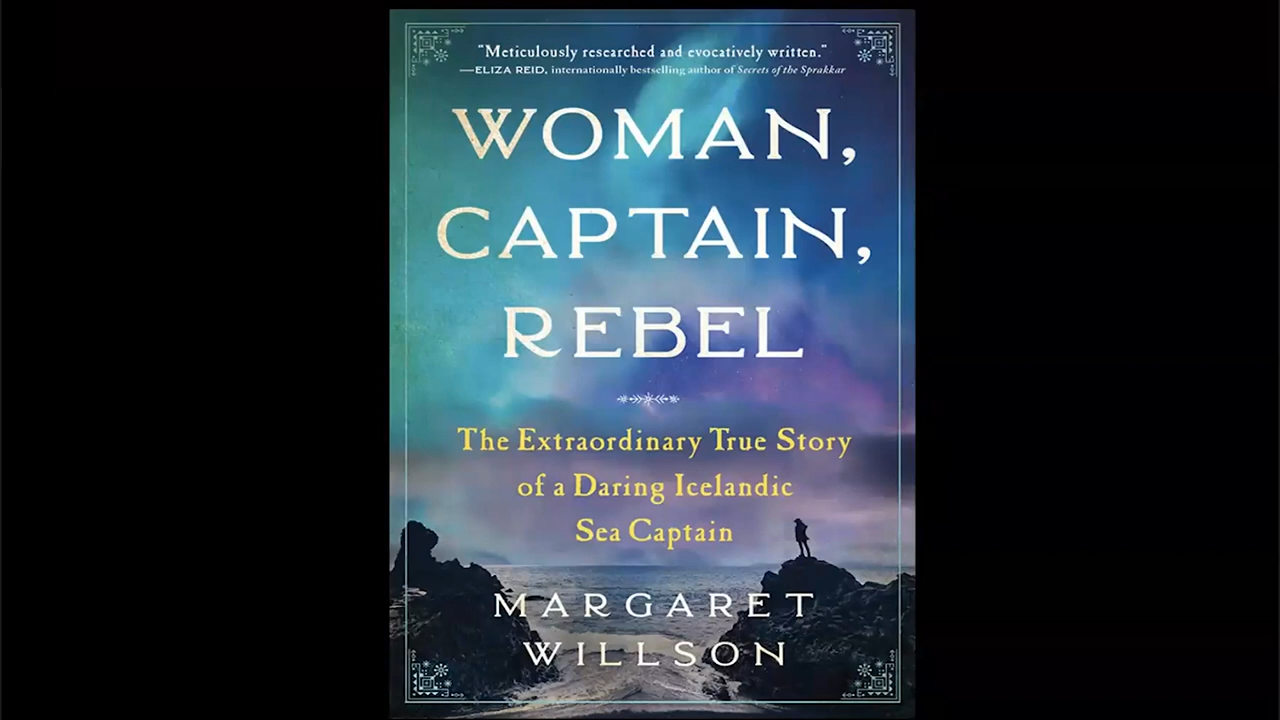 "Meticulously researched and evocatively written."
—ELIZA REID, internationally bestselling author of Secrets of the Sprakkar
WOMAN,
CAPTAIN,
REBEL
The Extraordinary True Story
of a Daring Icelandic
Sea Captain
MARGARET
WILLSON